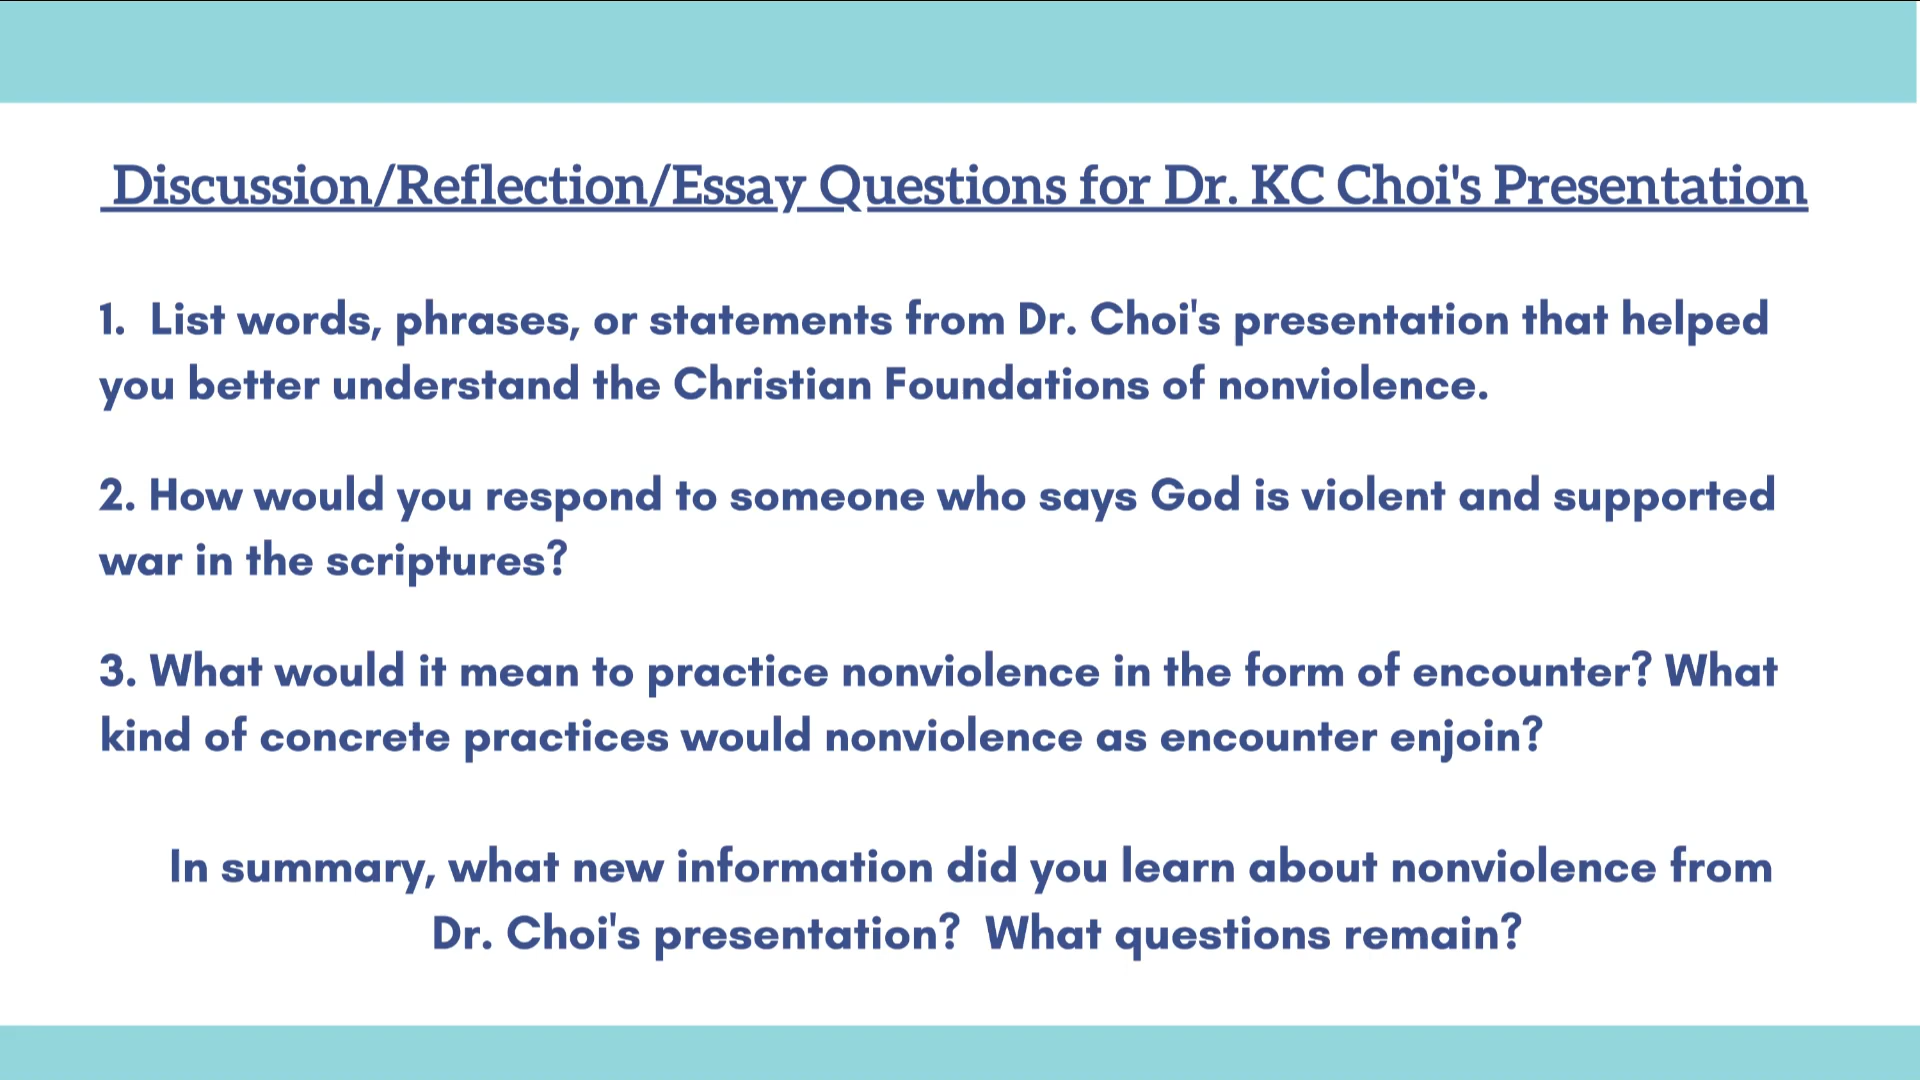 Discussion/Reflection/Essay Questions for Dr. KC Choi's Presentation
1.  List words, phrases, or statements from Dr. Choi's presentation that helped
you better understand the Christian Foundations of nonviolence.
2. How would you respond to someone who says God is violent and supported
war in the scriptures?
3. What would it mean to practice nonviolence in the form of encounter? What
kind of concrete practices would nonviolence as encounter enjoin?
In summary, what new information did you learn about nonviolence from
Dr. Choi's presentation?  What questions remain?